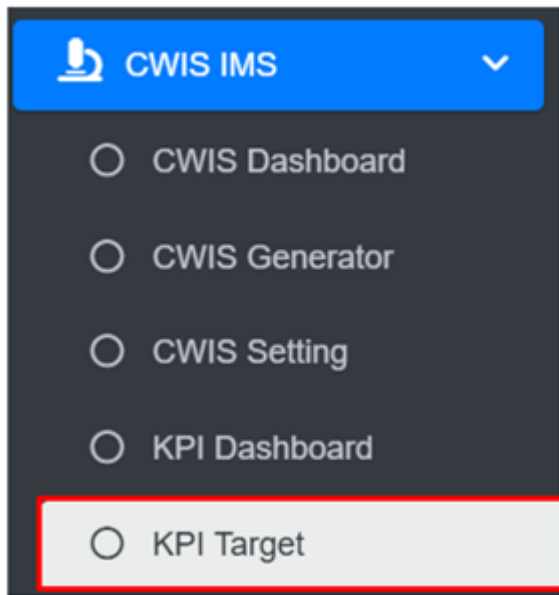 CWIS IMS
CWIS Dashboard
CWIS Generator
CWIS Setting
KPI Dashboard
KPI Target